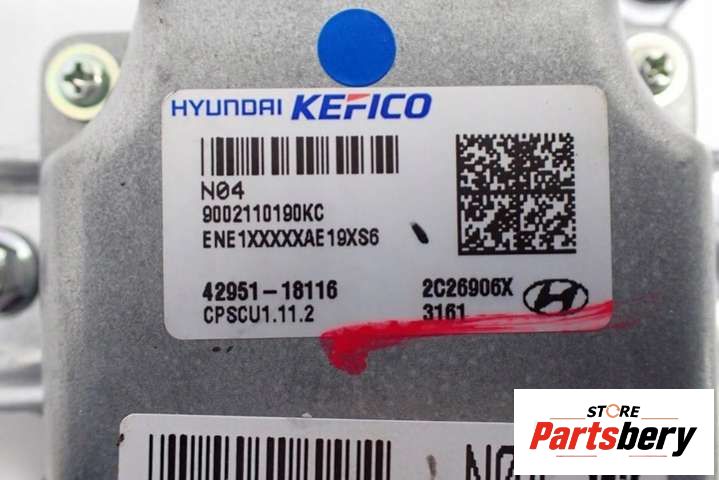 HYUNDAI KEFICO
N04
9002110190KC
ENE1XXXXXAE19XS6
42951-18116 2C26906X
CPSCU1.11.2 3161
STORE
Partsbery